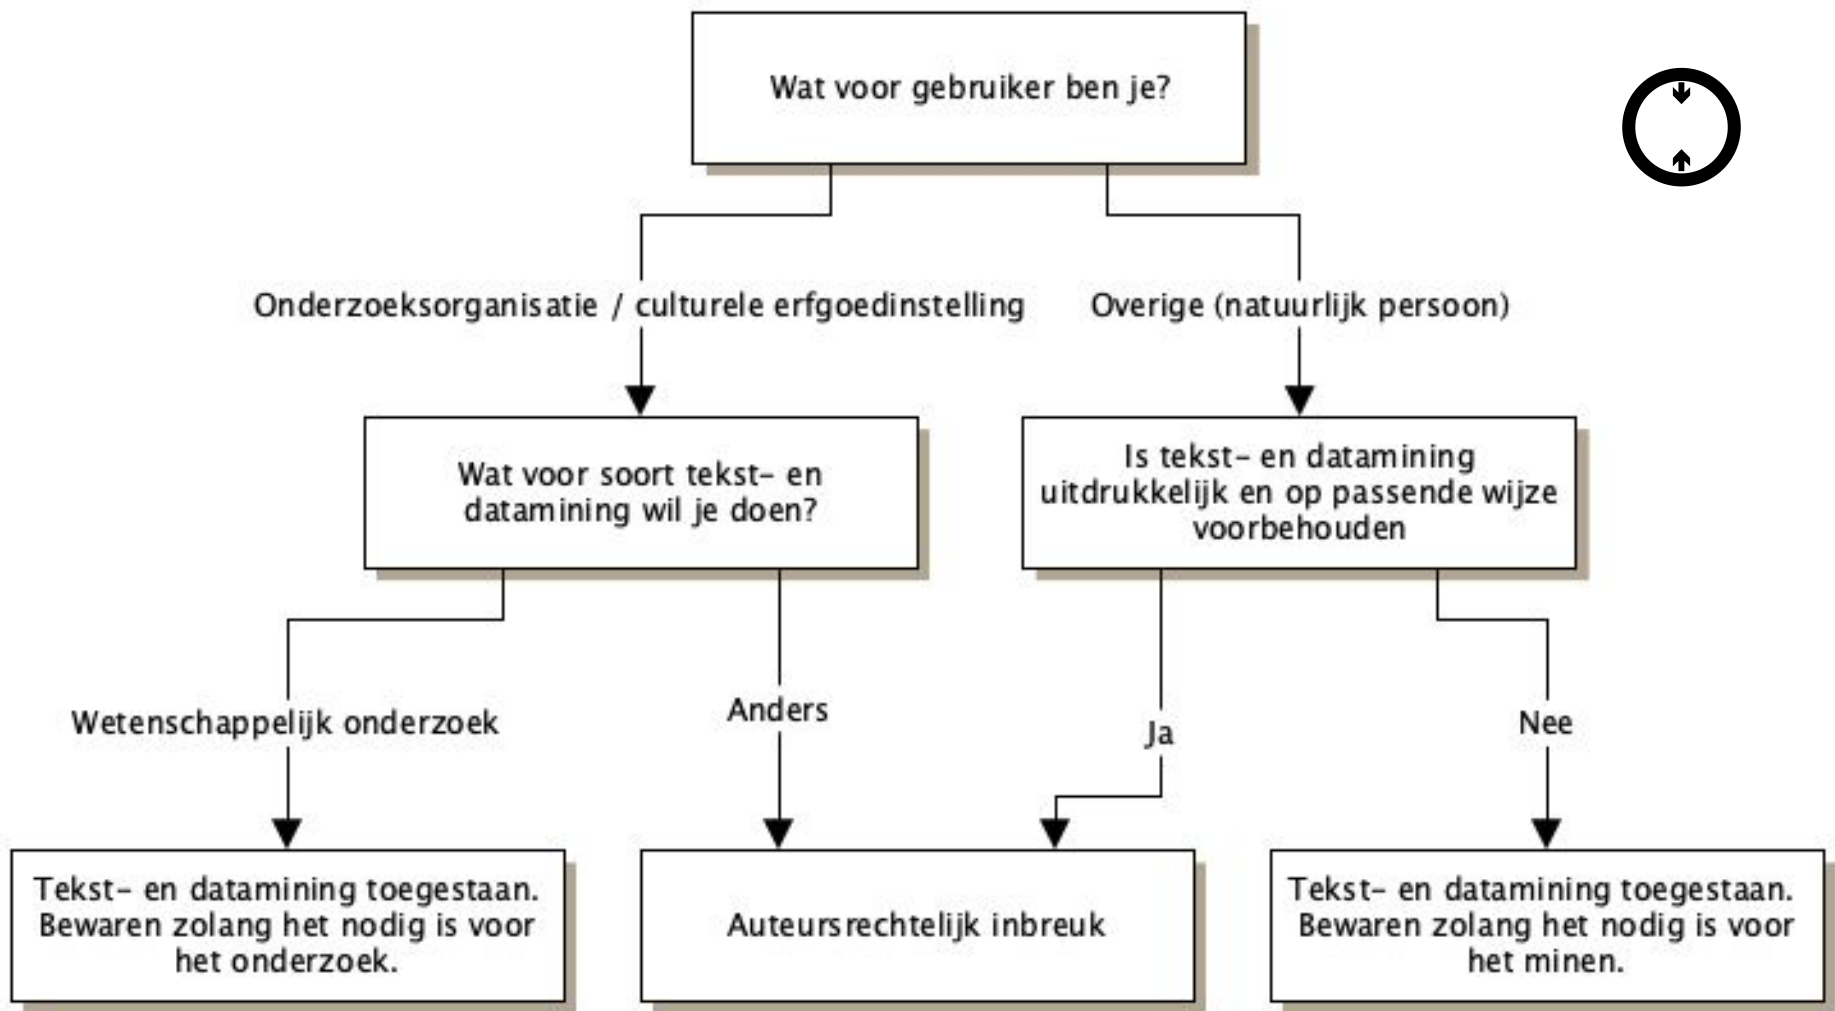 Wat voor gebruiker ben je?
Onderzoeksorganisatie / culturele erfgoedinstelling
Overige (natuurlijk persoon)
Wat voor soort tekst- en
datamining wil je doen?
Is tekst- en datamining
uitdrukkelijk en op passende wijze
voorbehouden
Wetenschappelijk onderzoek
Anders
Ja
Nee
Tekst- en datamining toegestaan.
Bewaren zolang het nodig is voor
het onderzoek.
Auteursrechtelijk inbreuk
Tekst- en datamining toegestaan.
Bewaren zolang het nodig is voor
het minen.